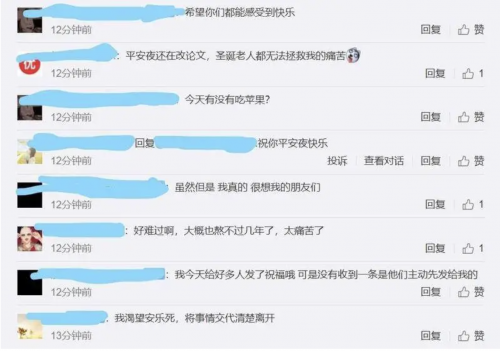 希望你们都能感受到快乐
12分钟前 回复 赞
优
平安夜还在改论文,圣诞老人都无法拯救我的痛苦
12分钟前 回复 1
今天有没有吃苹果?
12分钟前 回复 赞
回复 :祝你平安夜快乐
12分钟前 投诉 查看对话 回复 赞
:虽然但是 我真的 很想我的朋友们
12分钟前 回复 1
:好难过啊,大概也熬不过几年了,太痛苦了
12分钟前 回复 1
:我今天给好多人发了祝福哦 可是没有收到一条是他们主动先发给我的
12分钟前 回复 赞
:我渴望安乐死,将事情交代清楚离开
13分钟前 回复 赞